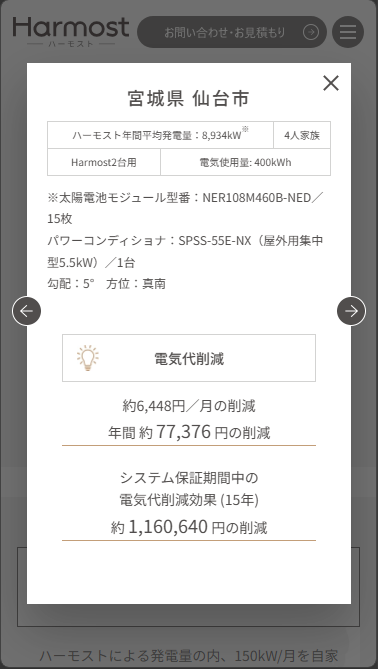 Harmost
ハーモスト
お問い合わせ・お見積もり
宮城県 仙台市
ハーモスト年間平均発電量：8,934kW※
4人家族
Harmost2台用
電気使用量: 400kWh
※太陽電池モジュール型番：NER108M460B-NED／
15枚
パワーコンディショナ：SPSS-55E-NX（屋外用集中
型5.5kW）／1台
勾配：5° 方位：真南
電気代削減
約6,448円／月の削減
年間 約 77,376 円の削減
システム保証期間中の
電気代削減効果 (15年)
約 1,160,640 円の削減
ハーモストによる発電量の内、150kW/月を自家